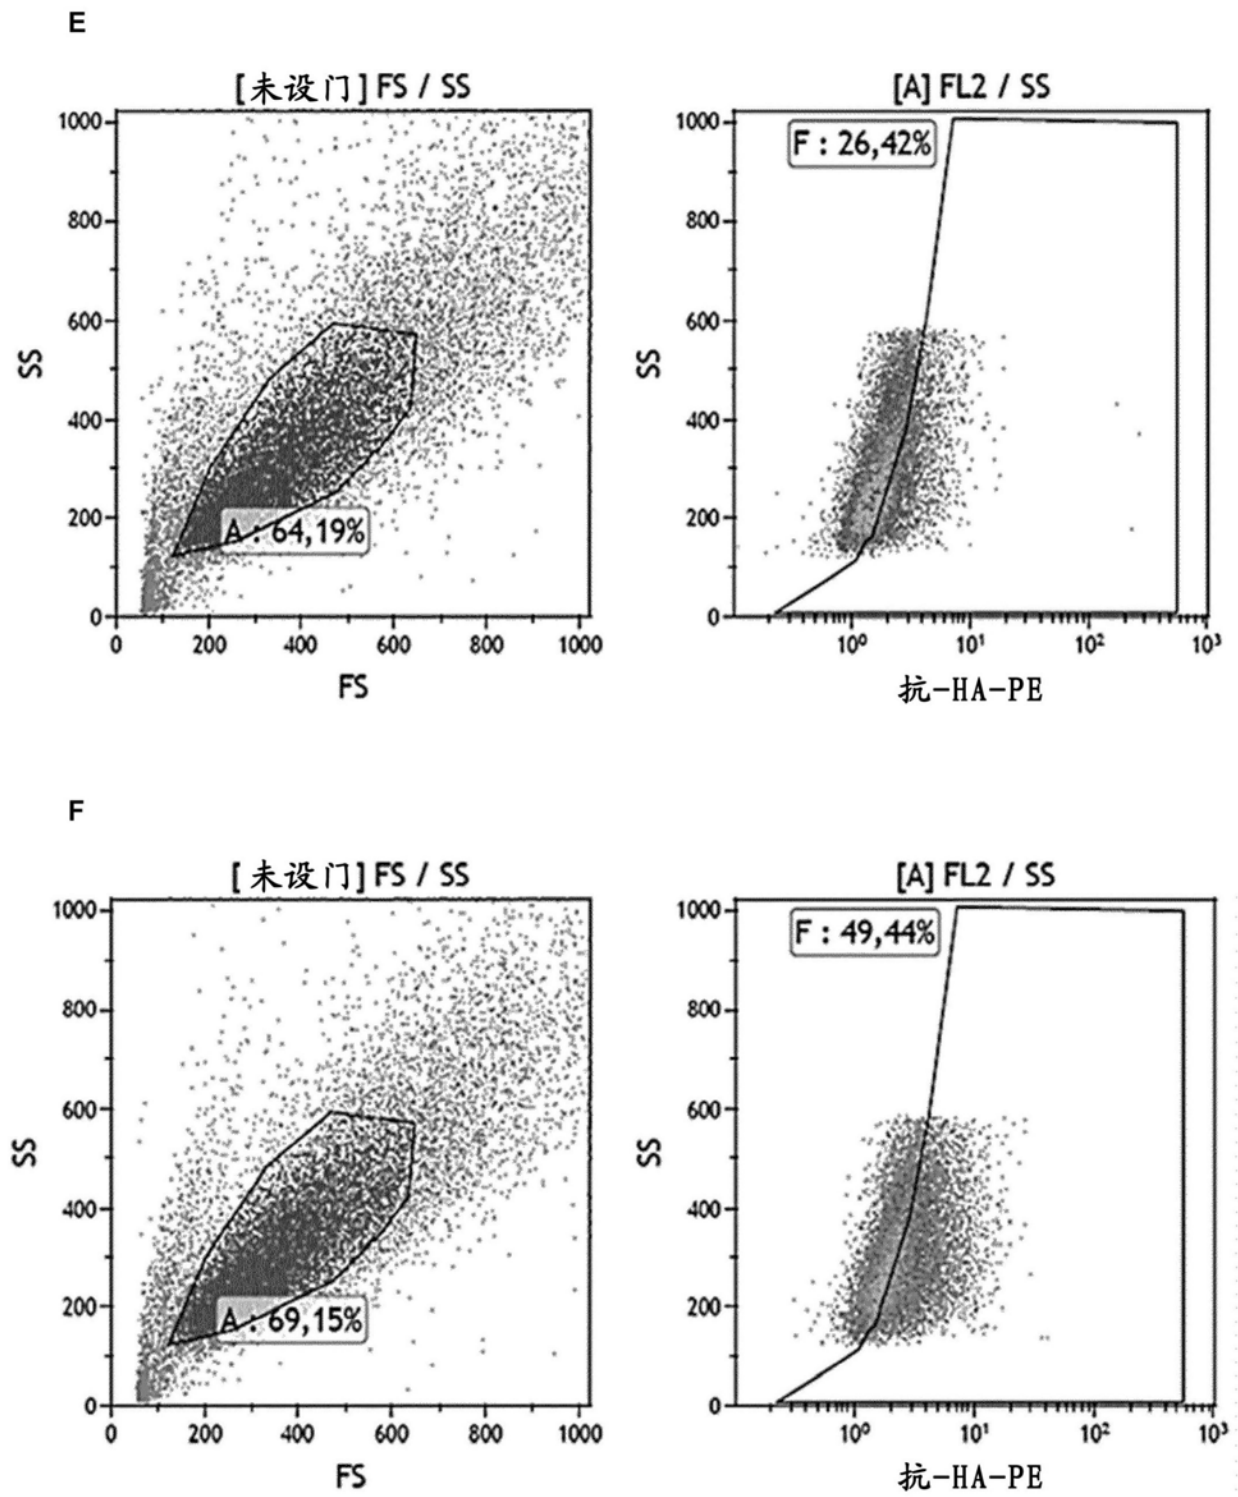 E
[未设门] FS / SS
1000
800
600
400
200
0
SS
A : 64,19%
0 200 400 600 800 1000
FS
[A] FL2 / SS
1000
800
600
400
200
0
SS
F : 26,42%
10⁰ 10¹ 10² 10³
抗-HA-PE
F
[未设门] FS / SS
1000
800
600
400
200
0
SS
A : 69,15%
0 200 400 600 800 1000
FS
[A] FL2 / SS
1000
800
600
400
200
0
SS
F : 49,44%
10⁰ 10¹ 10² 10³
抗-HA-PE